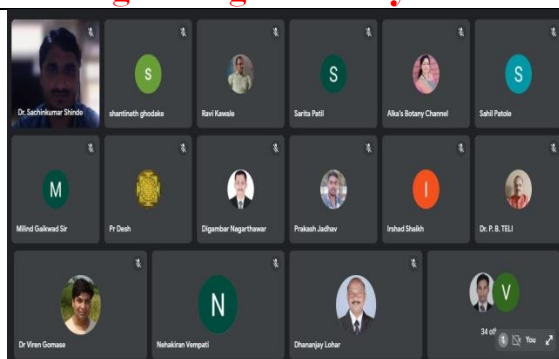 Dr. Sachinkumar Shinde
S
shantinath ghodake
Ravi Kawale
S
Sarita Patil
Alka's Botany Channel
S
Sahil Patole
M
Milind Gaikwad Sir
Pr Desh
Digambar Nagarthawar
Prakash Jadhav
I
Irshad Shaikh
Dr. P. B. TELI
Dr Viren Gomase
N
Nehakiran Vempati
Dhananjay Lohar
V
34 ot
You